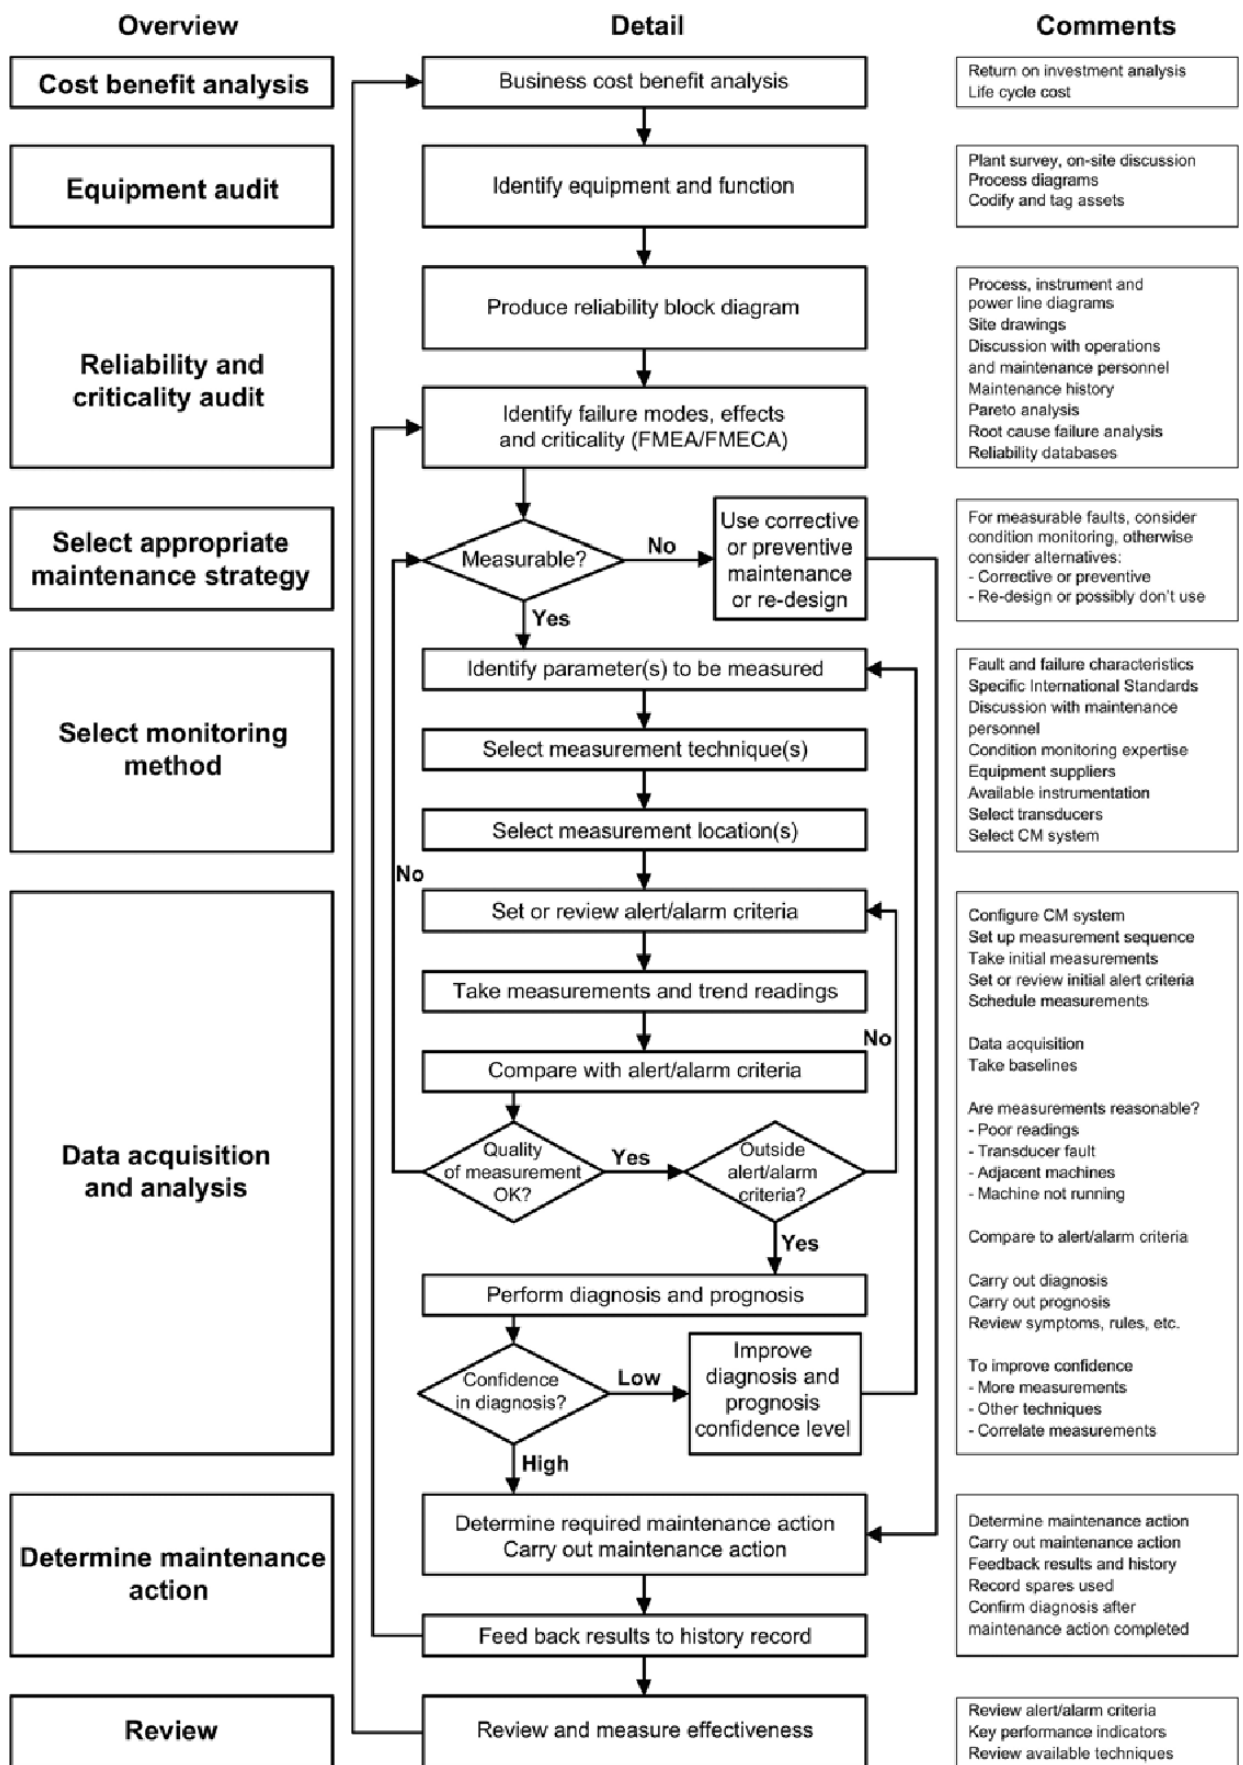 Overview
Detail
Comments
Cost benefit analysis
Business cost benefit analysis
Return on investment analysis
Life cycle cost
Equipment audit
Identify equipment and function
Plant survey, on-site discussion
Process diagrams
Codify and tag assets
Reliability and
criticality audit
Produce reliability block diagram
Identify failure modes, effects
and criticality (FMEA/FMECA)
Process, instrument and
power line diagrams
Site drawings
Discussion with operations
and maintenance personnel
Maintenance history
Pareto analysis
Root cause failure analysis
Reliability databases
Select appropriate
maintenance strategy
Measurable?
No
Yes
Use corrective
or preventive
maintenance
or re-design
For measurable faults, consider
condition monitoring, otherwise
consider alternatives:
- Corrective or preventive
- Re-design or possibly don't use
Select monitoring
method
Identify parameter(s) to be measured
Select measurement technique(s)
Select measurement location(s)
Fault and failure characteristics
Specific International Standards
Discussion with maintenance
personnel
Condition monitoring expertise
Equipment suppliers
Available instrumentation
Select transducers
Select CM system
No
Data acquisition
and analysis
Set or review alert/alarm criteria
Take measurements and trend readings
No
Compare with alert/alarm criteria
Quality
of measurement
OK?
Yes
Outside
alert/alarm
criteria?
Yes
Perform diagnosis and prognosis
Confidence
in diagnosis?
Low
High
Improve
diagnosis and
prognosis
confidence level
Configure CM system
Set up measurement sequence
Take initial measurements
Set or review initial alert criteria
Schedule measurements
Data acquisition
Take baselines
Are measurements reasonable?
- Poor readings
- Transducer fault
- Adjacent machines
- Machine not running
Compare to alert/alarm criteria
Carry out diagnosis
Carry out prognosis
Review symptoms, rules, etc.
To improve confidence
- More measurements
- Other techniques
- Correlate measurements
Determine maintenance
action
Determine required maintenance action
Carry out maintenance action
Feed back results to history record
Determine maintenance action
Carry out maintenance action
Feedback results and history
Record spares used
Confirm diagnosis after
maintenance action completed
Review
Review and measure effectiveness
Review alert/alarm criteria
Key performance indicators
Review available techniques